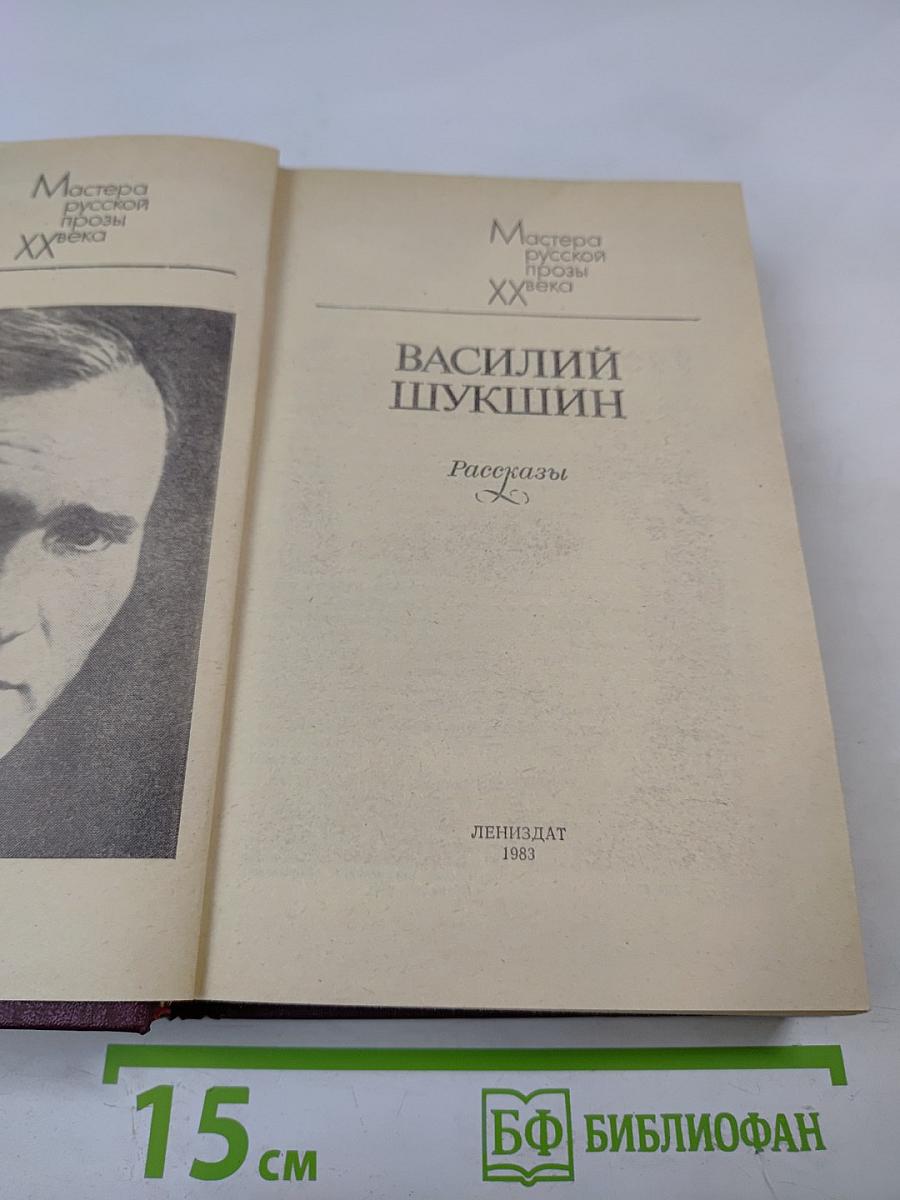 Мастера
русской
прозы
XX века
Мастера
русской
прозы
XX века
ВАСИЛИЙ
ШУКШИН
Рассказы
ЛЕНИЗДАТ
1983
15 см
БФ БИБЛИОФАН